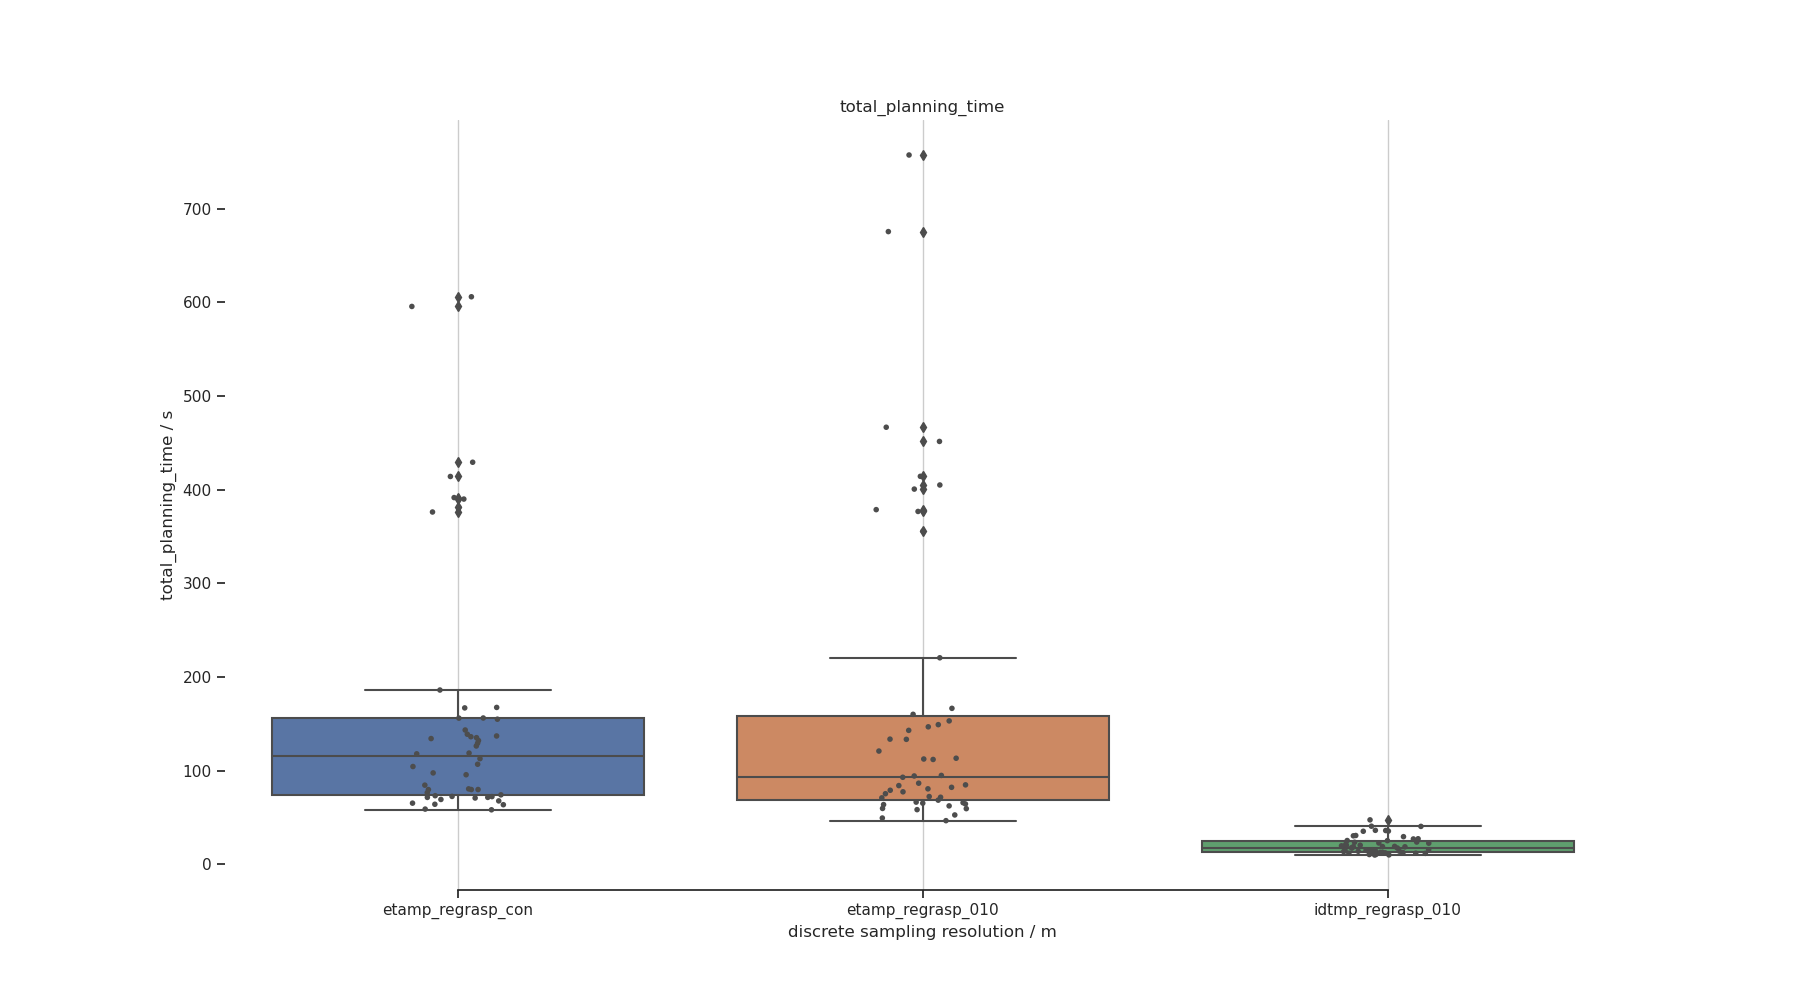 total_planning_time
total_planning_time / s
700
600
500
400
300
200
100
0
etamp_regrasp_con
etamp_regrasp_010
idtmp_regrasp_010
discrete sampling resolution / m